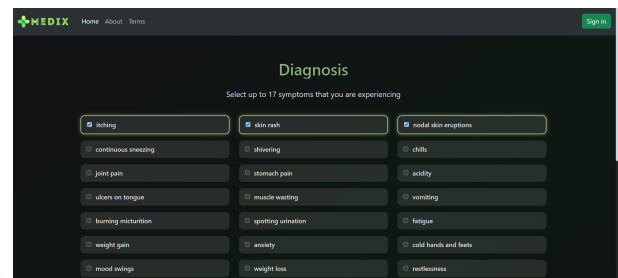 MEDIX Home About Terms Sign in
Diagnosis
Select up to 17 symptoms that you are experiencing
itching skin rash nodal skin eruptions
continuous sneezing shivering chills
joint pain stomach pain acidity
ulcers on tongue muscle wasting vomiting
burning micturition spotting urination fatigue
weight gain anxiety cold hands and feets
mood swings weight loss restlessness